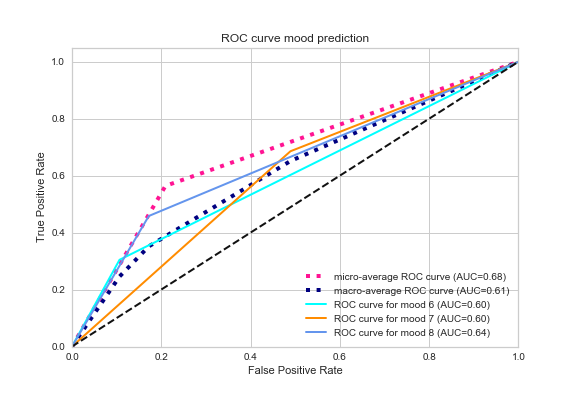 ROC curve mood prediction
1.0
0.8
0.6
0.4
0.2
0.0
True Positive Rate
micro-average ROC curve (AUC=0.68)
macro-average ROC curve (AUC=0.61)
ROC curve for mood 6 (AUC=0.60)
ROC curve for mood 7 (AUC=0.60)
ROC curve for mood 8 (AUC=0.64)
0.0 0.2 0.4 0.6 0.8 1.0
False Positive Rate